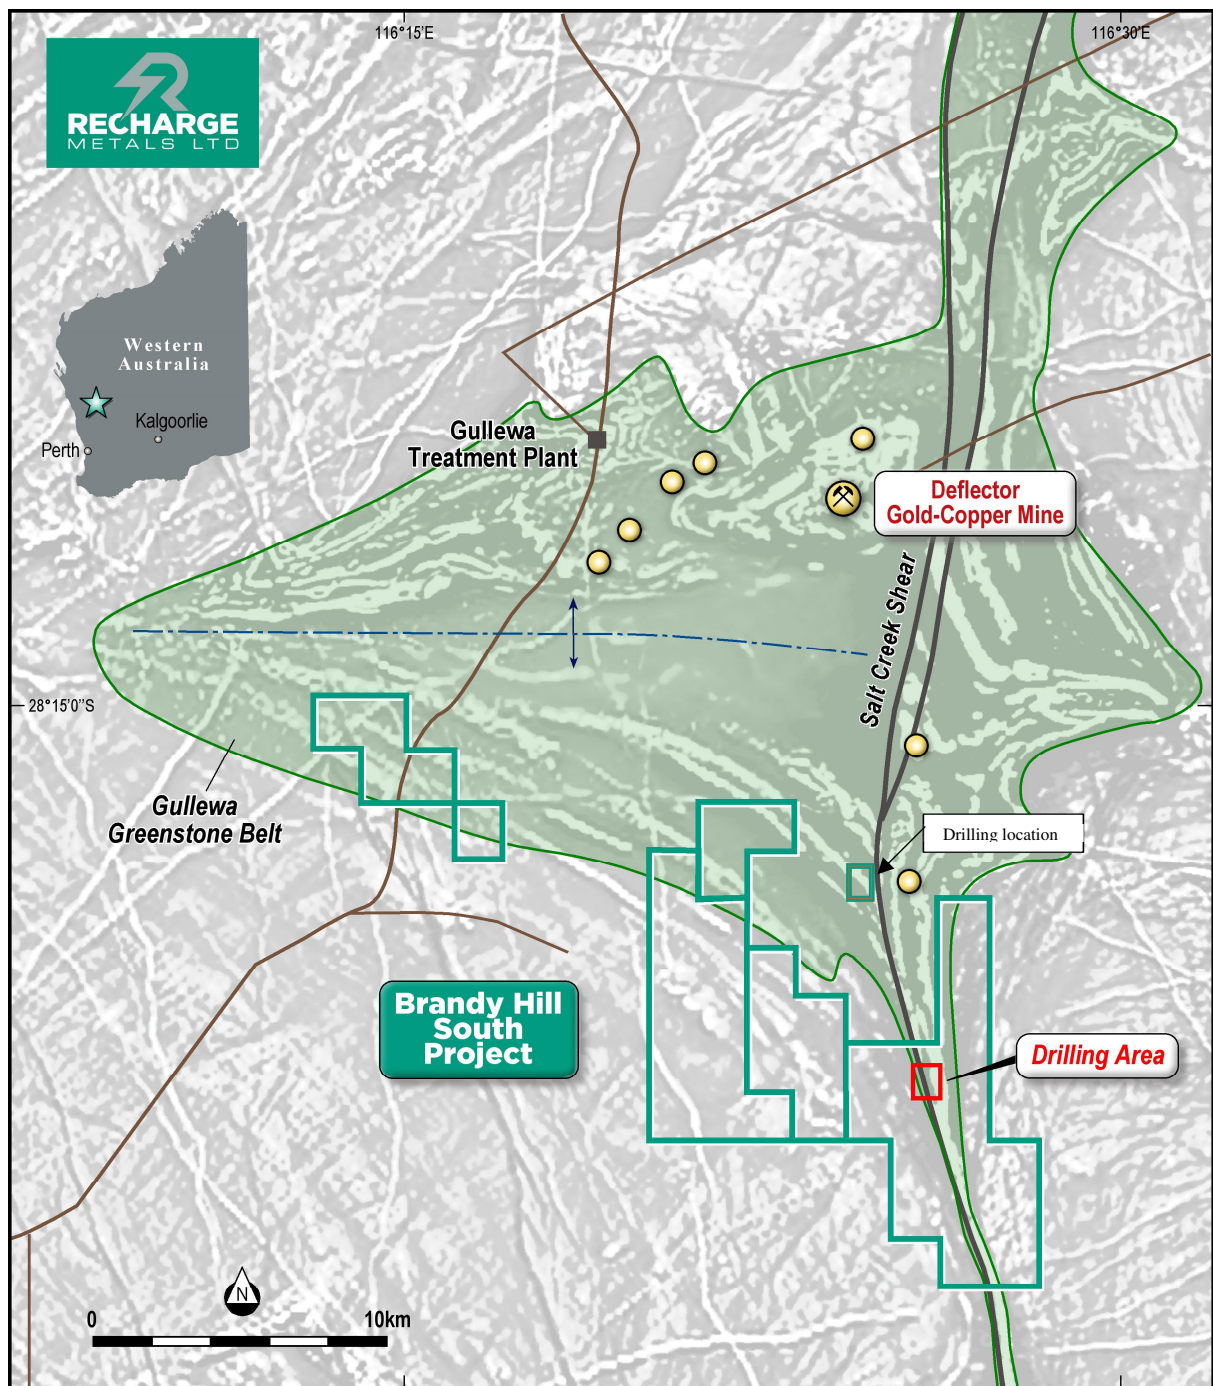 116°15'E
116°30'E
RECHARGE
METALS LTD
Western
Australia
Kalgoorlie
Perth
Gullewa
Treatment Plant
Deflector
Gold-Copper Mine
Salt Creek Shear
28°15'0"S
Gullewa
Greenstone Belt
Drilling location
Brandy Hill
South
Project
Drilling Area
N
0
10km